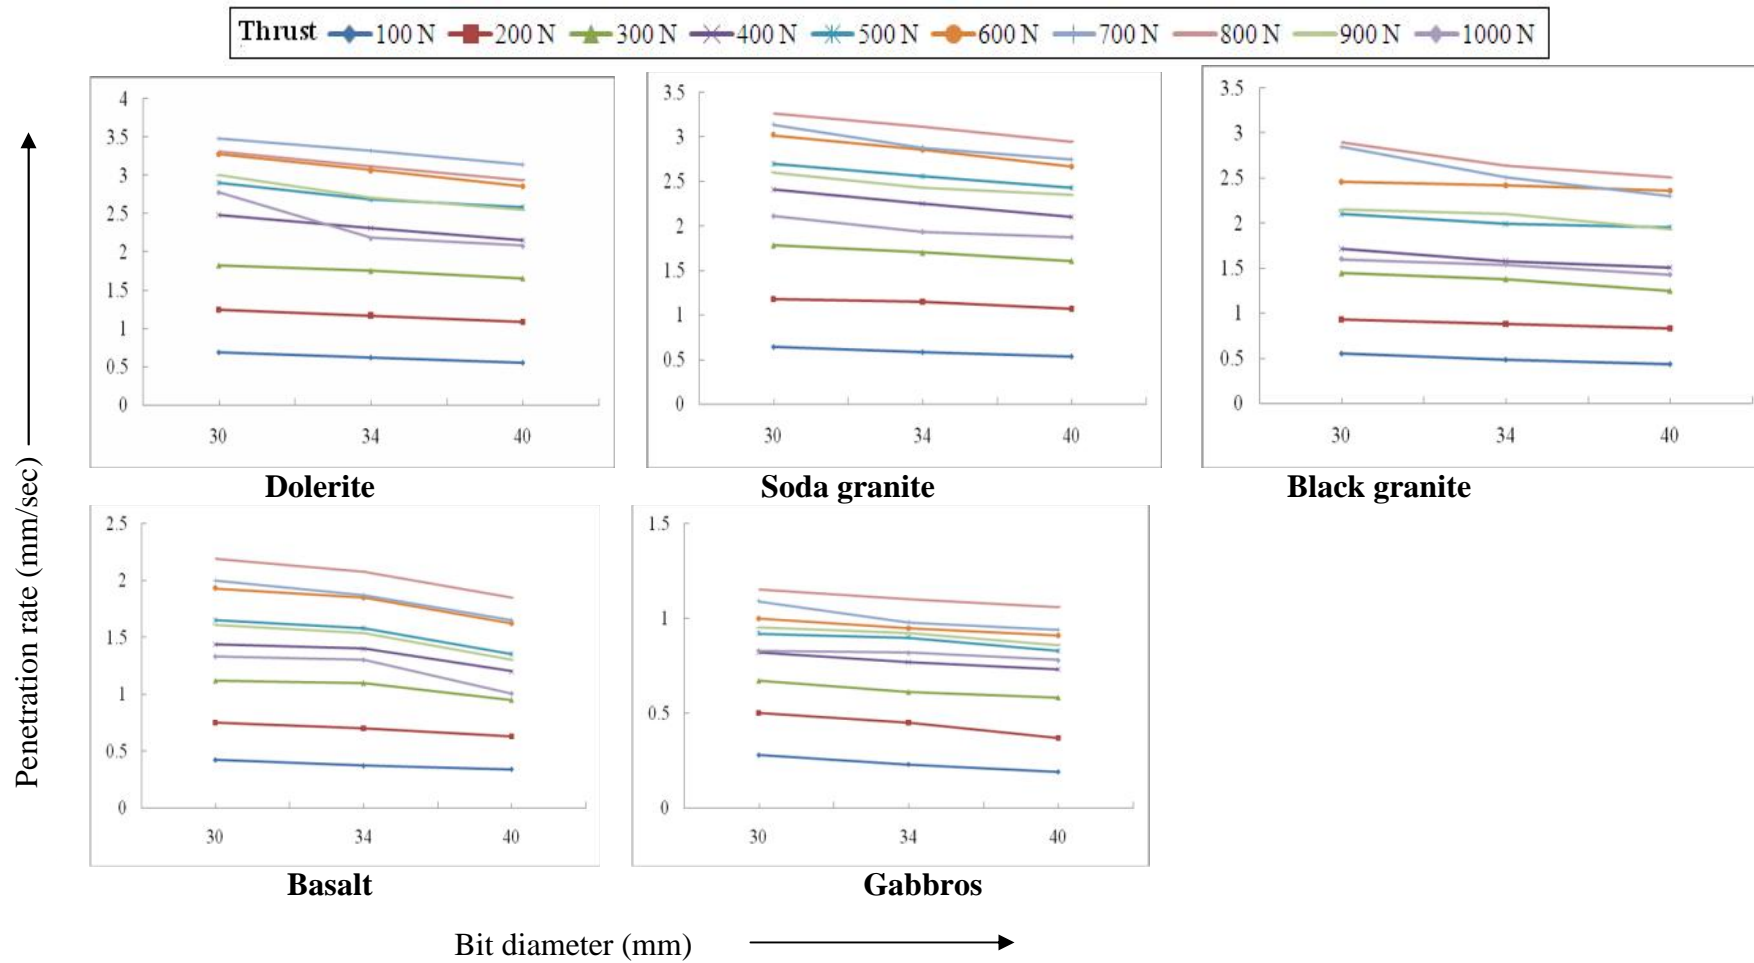 Thrust 100 N 200 N 300 N 400 N 500 N 600 N 700 N 800 N 900 N 1000 N
Penetration rate (mm/sec)
4
3.5
3
2.5
2
1.5
1
0.5
0
30 34 40
Dolerite
3.5
3
2.5
2
1.5
1
0.5
0
30 34 40
Soda granite
3.5
3
2.5
2
1.5
1
0.5
0
30 34 40
Black granite
2.5
2
1.5
1
0.5
0
30 34 40
Basalt
1.5
1
0.5
0
30 34 40
Gabbros
Bit diameter (mm)